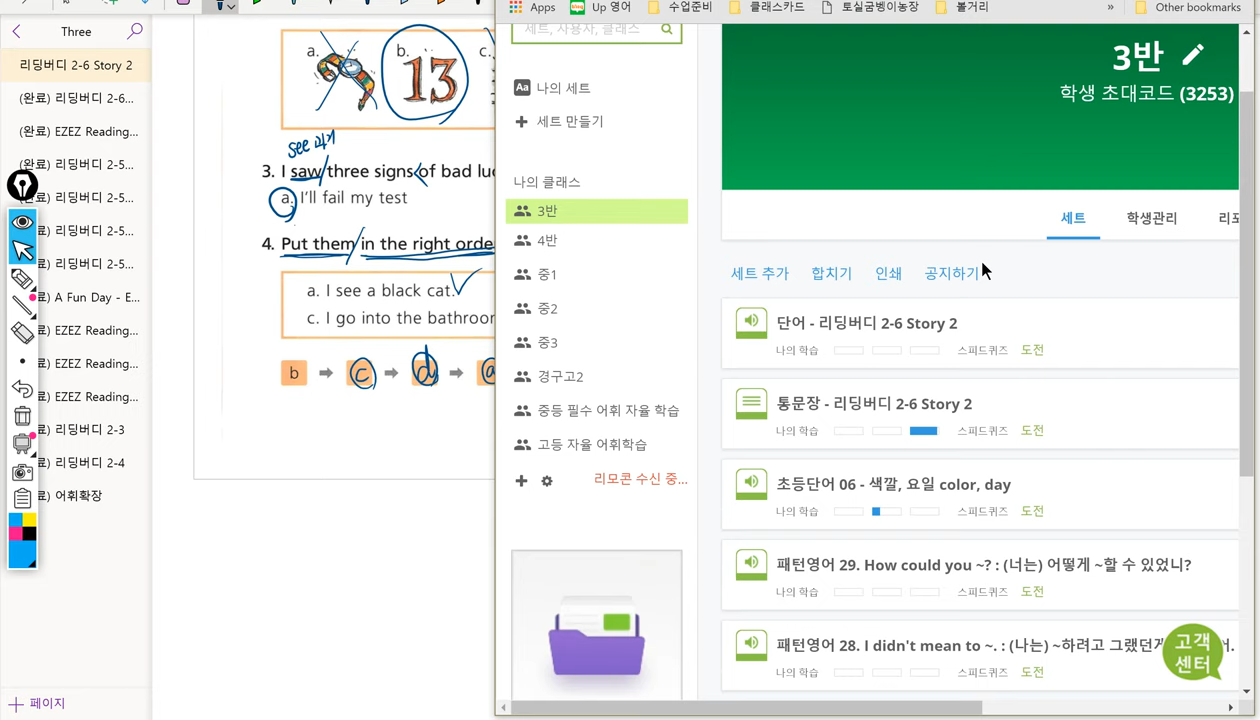 Three
리딩버디 2-6 Story 2
(완료) 리딩버디 2-6...
(완료) EZEZ Reading...
(완료) 리딩버디 2-5...
료) 리딩버디 2-5...
료) 리딩버디 2-5...
료) 리딩버디 2-5...
료) A Fun Day - E...
료) EZEZ Reading...
료) EZEZ Reading...
료) EZEZ Reading...
료) 리딩버디 2-3
료) 리딩버디 2-4
료) 어휘확장
페이지
a. b. c.
13
see 과거
3. I saw three signs of bad luc
a. I'll fail my test
4. Put them in the right orde
a. I see a black cat.
c. I go into the bathroor
b c d a
Apps Up 영어 수업준비 클래스카드 토실굼벵이농장 볼거리 » Other bookmarks
세트, 사용자, 클래스
Aa 나의 세트
세트 만들기
나의 클래스
3반
4반
중1
중2
중3
경구고2
중등 필수 어휘 자율 학습
고등 자율 어휘학습
리모콘 수신 중...
3반
학생 초대코드 (3253)
세트 학생관리 리포
세트 추가 합치기 인쇄 공지하기
단어 - 리딩버디 2-6 Story 2
나의 학습 스피드퀴즈 도전
통문장 - 리딩버디 2-6 Story 2
나의 학습 스피드퀴즈 도전
초등단어 06 - 색깔, 요일 color, day
나의 학습 스피드퀴즈 도전
패턴영어 29. How could you ~? : (너는) 어떻게 ~할 수 있었니?
나의 학습 스피드퀴즈 도전
패턴영어 28. I didn't mean to ~. : (나는) ~하려고 그랬던
나의 학습 스피드퀴즈 도전
고객
센터